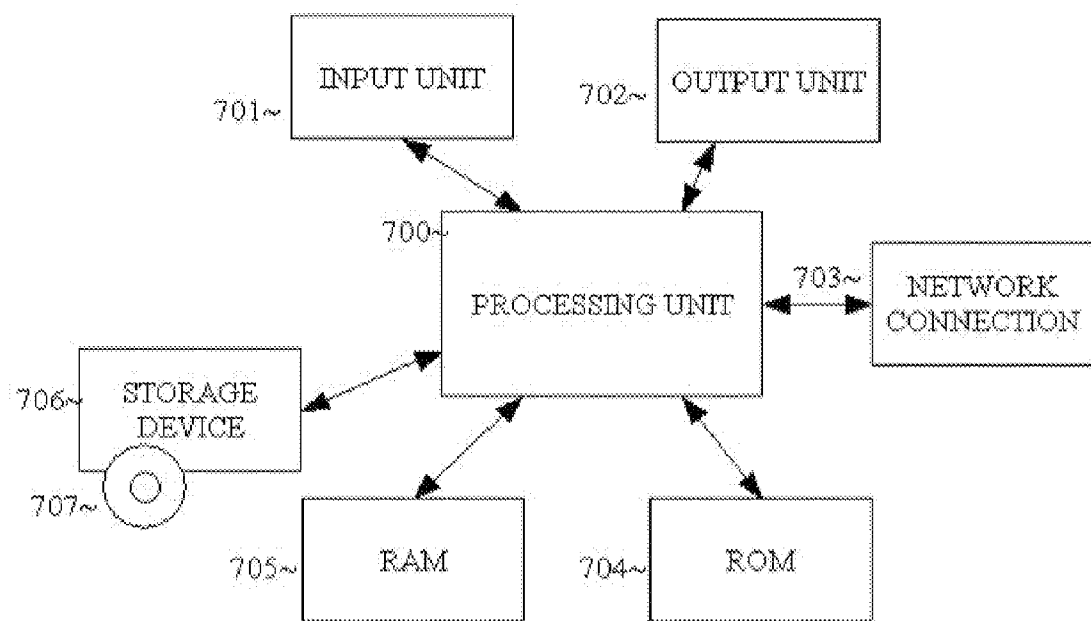 INPUT UNIT
701~
OUTPUT UNIT
702~
700~
PROCESSING UNIT
703~
NETWORK
CONNECTION
706~
STORAGE
DEVICE
707~
705~
RAM
704~
ROM